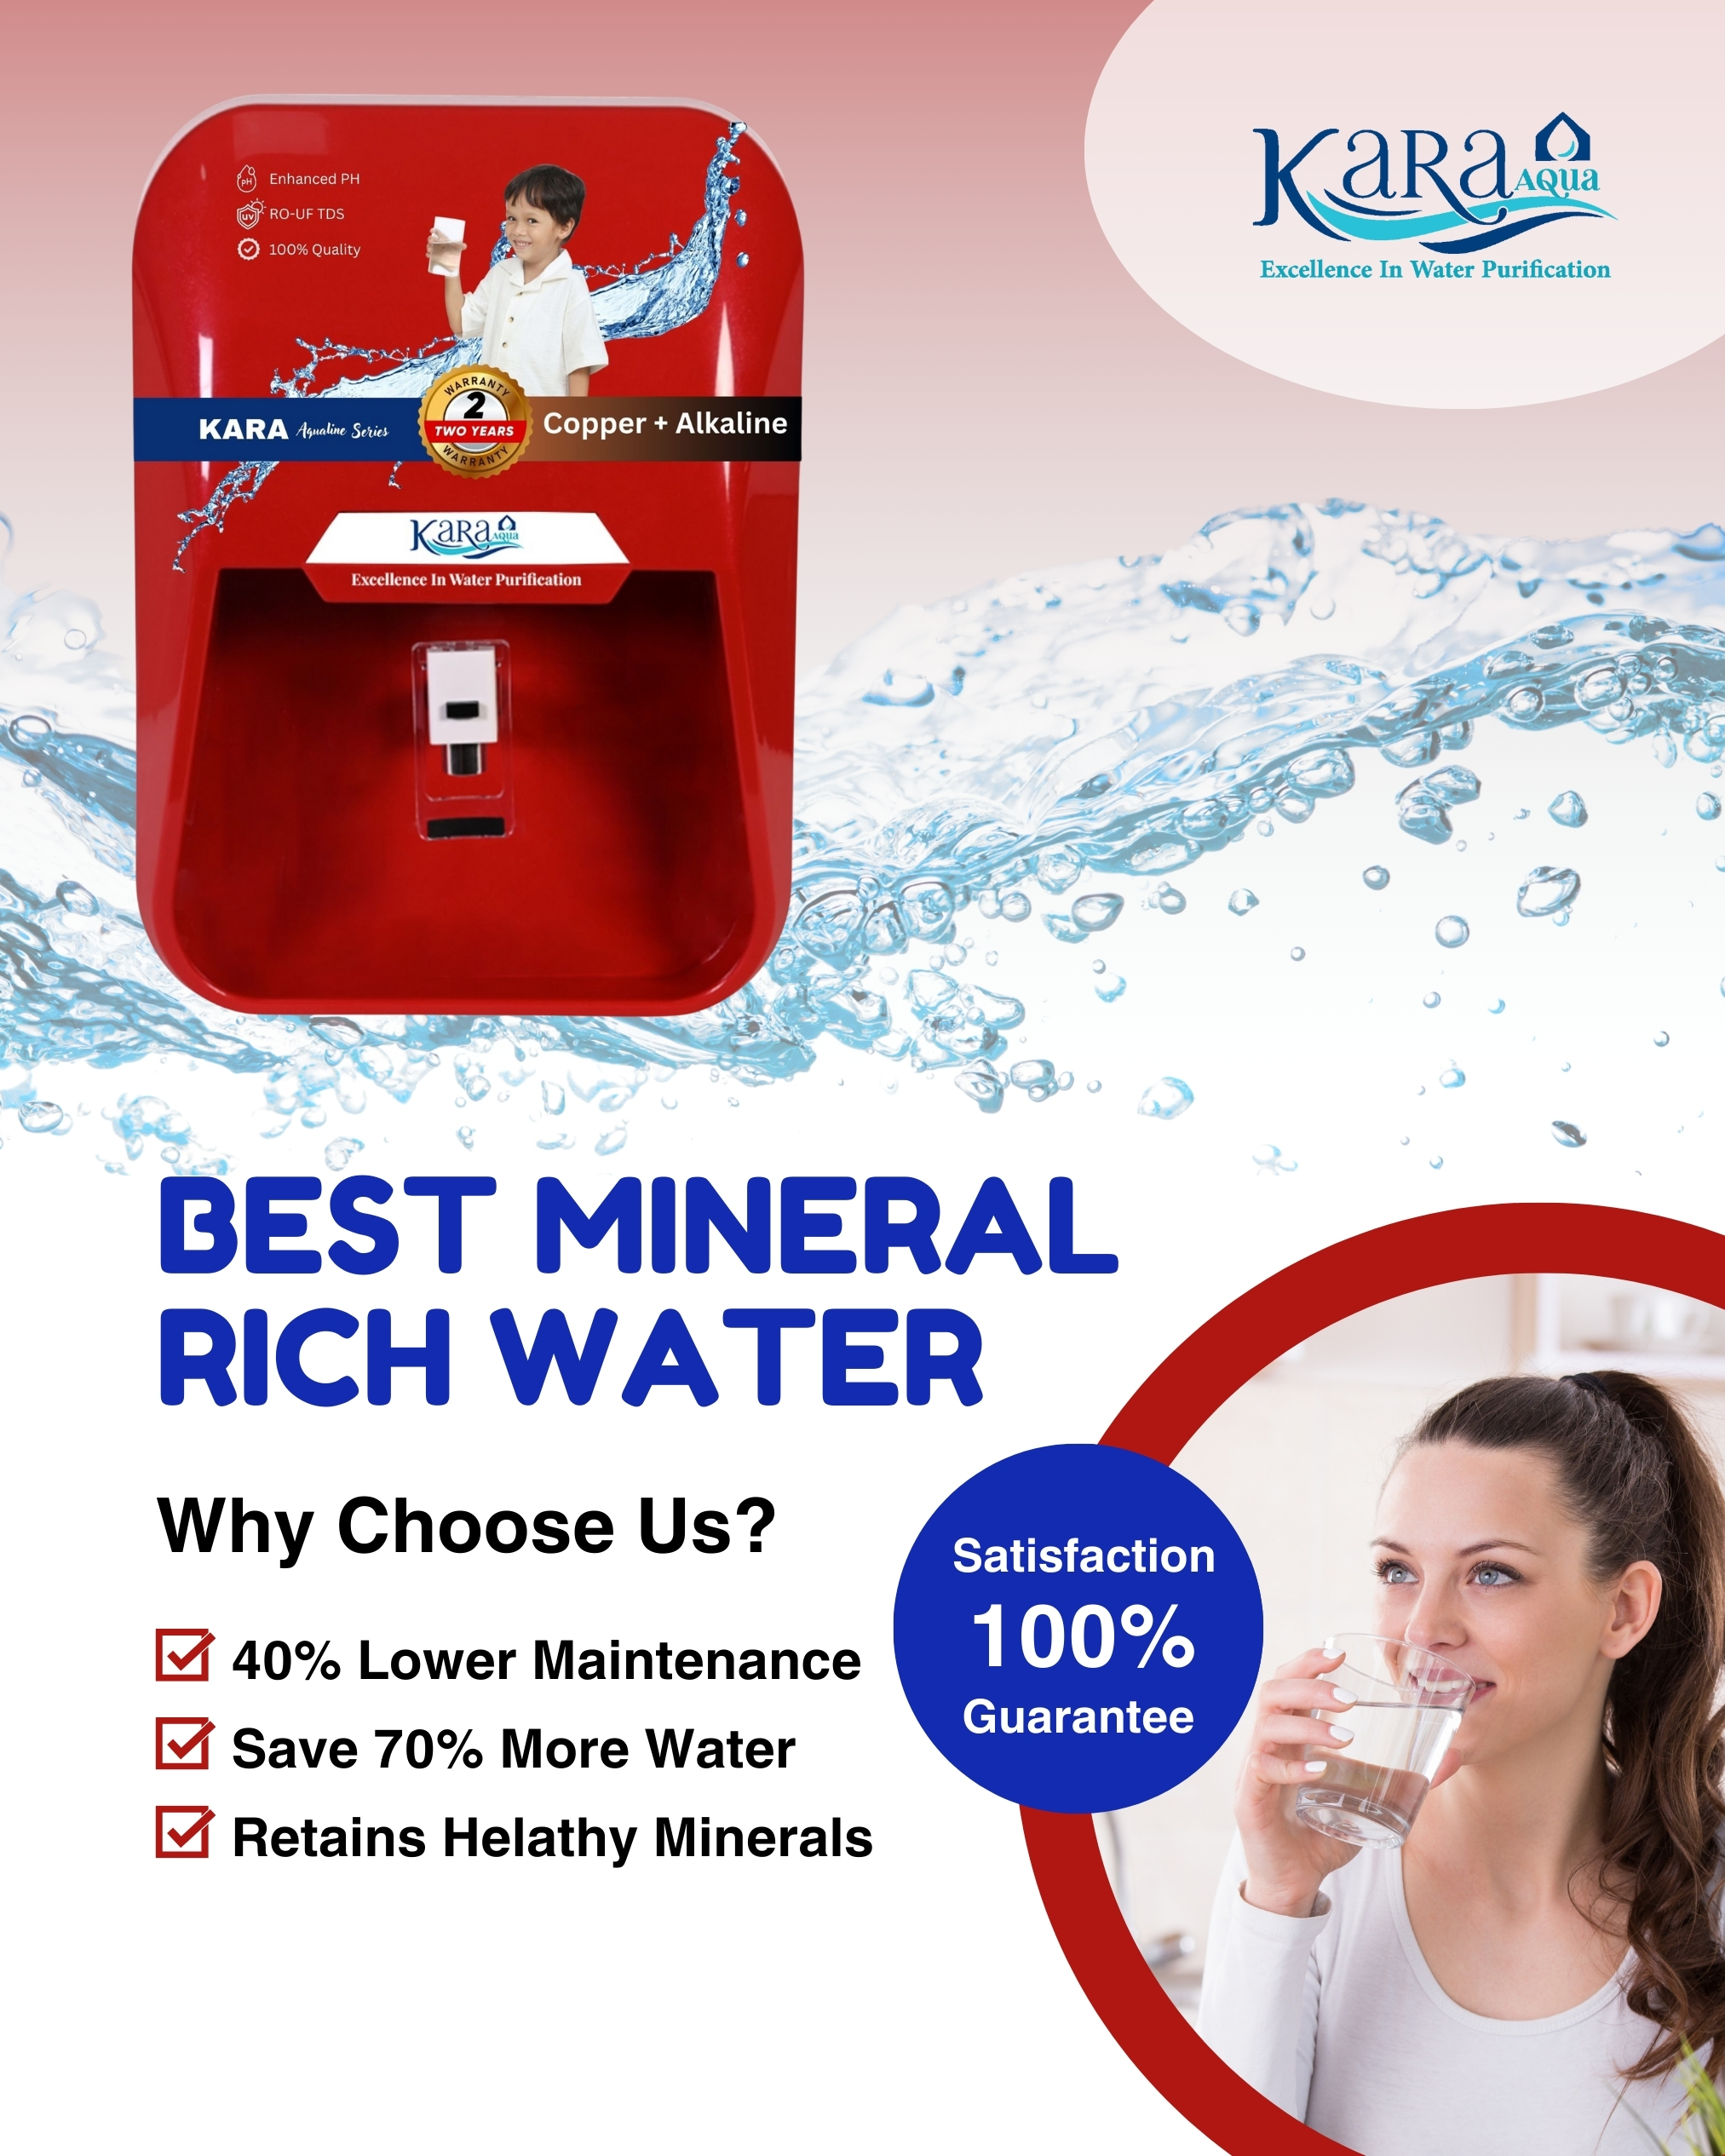 Enhanced PH
UV
RO-UF TDS
100% Quality
KaRa AQUa
Excellence In Water Purification
KARA Aqualine Series
WARRANTY
2
TWO YEARS
WARRANTY
Copper + Alkaline
KaRa AQUa
Excellence In Water Purification
BEST MINERAL
RICH WATER
Why Choose Us?
40% Lower Maintenance
Save 70% More Water
Retains Helathy Minerals
Satisfaction
100%
Guarantee